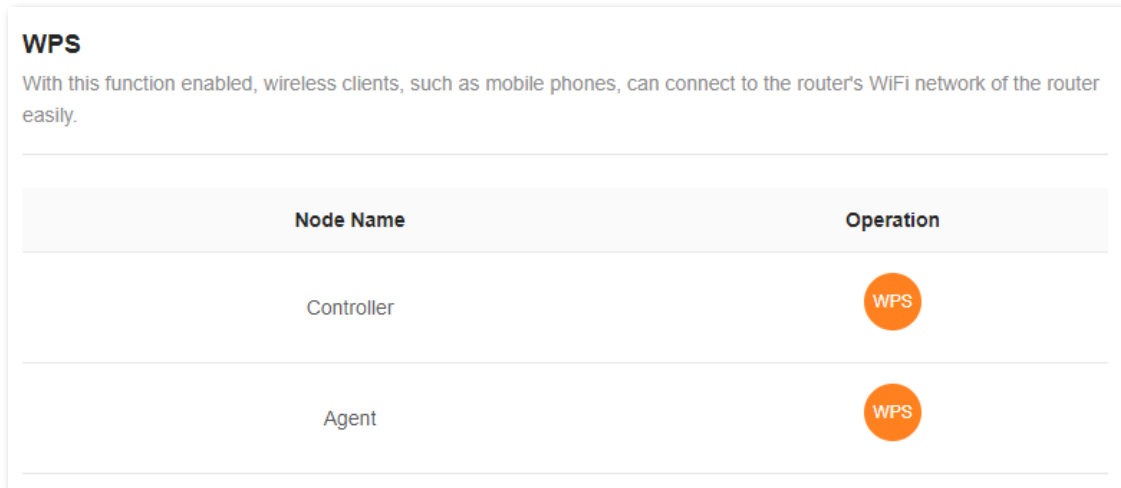 WPS
With this function enabled, wireless clients, such as mobile phones, can connect to the router's WiFi network of the router
easily.
Node Name Operation
Controller WPS
Agent WPS